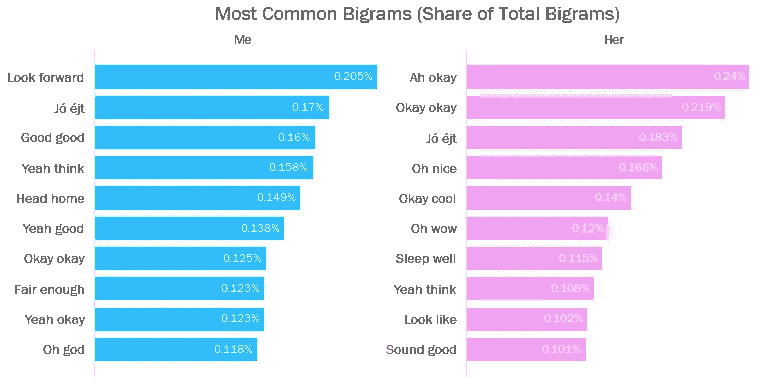 Most Common Bigrams (Share of Total Bigrams)
Me
Look forward 0.205%
Jó éjt 0.17%
Good good 0.16%
Yeah think 0.158%
Head home 0.149%
Yeah good 0.138%
Okay okay 0.125%
Fair enough 0.123%
Yeah okay 0.123%
Oh god 0.118%
Her
Ah okay 0.24%
Okay okay 0.219%
Jó éjt 0.183%
Oh nice 0.166%
Okay cool 0.14%
Oh wow 0.12%
Sleep well 0.115%
Yeah think 0.108%
Look like 0.102%
Sound good 0.101%